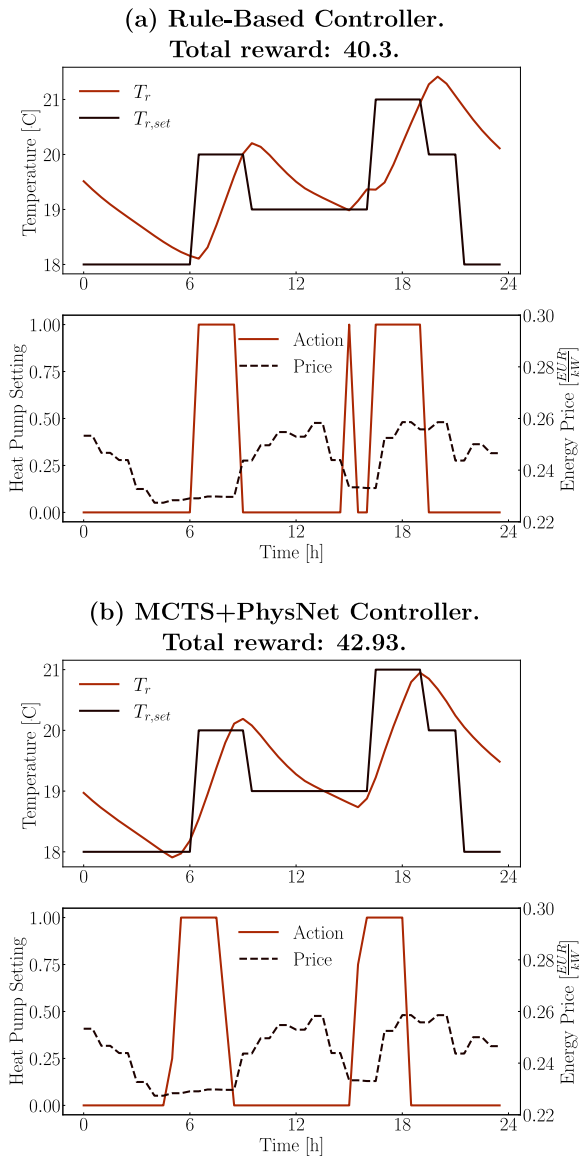 (a) Rule-Based Controller.
Total reward: 40.3.
T_r
T_{r,set}
Temperature [C]
21
20
19
18
0 6 12 18 24
Action
Price
Heat Pump Setting
1.00
0.75
0.50
0.25
0.00
Energy Price [EUR/kW]
0.30
0.28
0.26
0.24
0.22
0 6 12 18 24
Time [h]
(b) MCTS+PhysNet Controller.
Total reward: 42.93.
T_r
T_{r,set}
Temperature [C]
21
20
19
18
0 6 12 18 24
Action
Price
Heat Pump Setting
1.00
0.75
0.50
0.25
0.00
Energy Price [EUR/kW]
0.30
0.28
0.26
0.24
0.22
0 6 12 18 24
Time [h]